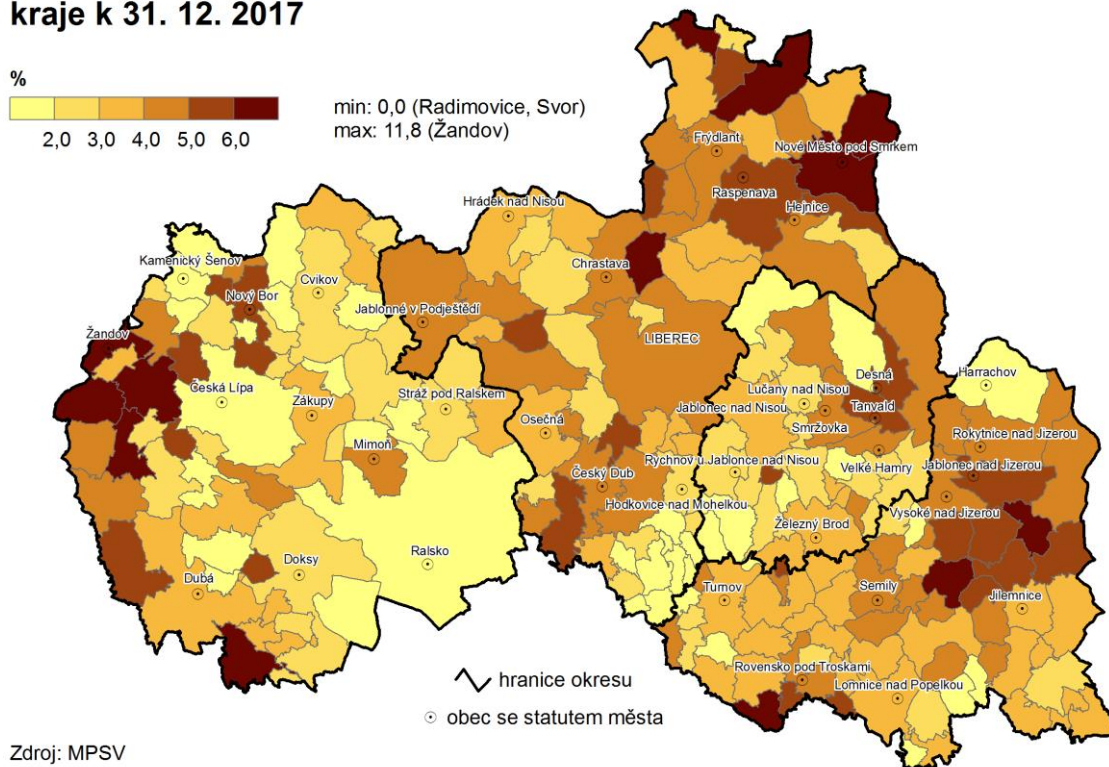 kraje k 31. 12. 2017
%
2,0 3,0 4,0 5,0 6,0
min: 0,0 (Radimovice, Svor)
max: 11,8 (Žandov)
Frýdlant
Nové Město pod Smrkem
Raspenava
Hrádek nad Nisou
Hejnice
Kamenický Šenov
Chrastava
Cvikov
Nový Bor
Jablonné v Podještědí
Žandov
LIBEREC
Desná
Harrachov
Česká Lípa
Stráž pod Ralskem
Lučany nad Nisou
Zákupy
Jablonec nad Nisou
Tanvald
Osečná
Smržovka
Rokytnice nad Jizerou
Mimoň
Rychnov u Jablonce nad Nisou
Velké Hamry
Jablonec nad Jizerou
Český Dub
Hodkovice nad Mohelkou
Vysoké nad Jizerou
Železný Brod
Ralsko
Doksy
Dubá
Turnov
Semily
Jilemnice
Rovensko pod Troskami
Lomnice nad Popelkou
hranice okresu
obec se statutem města
Zdroj: MPSV